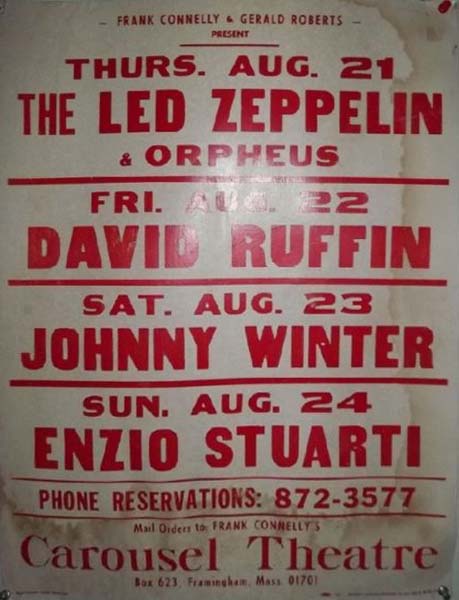 FRANK CONNELLY & GERALD ROBERTS
PRESENT
THURS. AUG. 21
THE LED ZEPPELIN
& ORPHEUS
FRI. AUG. 22
DAVID RUFFIN
SAT. AUG. 23
JOHNNY WINTER
SUN. AUG. 24
ENZIO STUARTI
PHONE RESERVATIONS: 872-3577
Mail Orders to: FRANK CONNELLY'S
Carousel Theatre
Box 623, Framingham, Mass. 01701